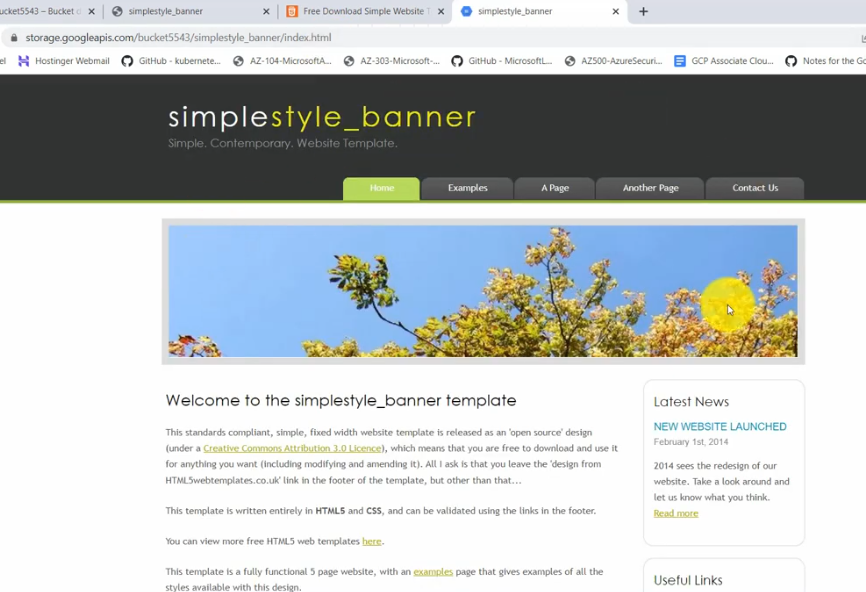 ucket5543 – Bucket d
simplestyle_banner
Free Download Simple Website T
simplestyle_banner
storage.googleapis.com/bucket5543/simplestyle_banner/index.html
el
Hostinger Webmail
GitHub - kubernete...
AZ-104-MicrosoftA...
AZ-303-Microsoft-...
GitHub - MicrosoftL...
AZ500-AzureSecuri...
GCP Associate Clou...
Notes for the Go
simplestyle_banner
Simple. Contemporary. Website Template.
Home
Examples
A Page
Another Page
Contact Us
Welcome to the simplestyle_banner template
This standards compliant, simple, fixed width website template is released as an 'open source' design
(under a Creative Commons Attribution 3.0 Licence), which means that you are free to download and use it
for anything you want (including modifying and amending it). All I ask is that you leave the 'design from
HTML5webtemplates.co.uk' link in the footer of the template, but other than that...
This template is written entirely in HTML5 and CSS, and can be validated using the links in the footer.
You can view more free HTML5 web templates here.
This template is a fully functional 5 page website, with an examples page that gives examples of all the
styles available with this design.
Latest News
NEW WEBSITE LAUNCHED
February 1st, 2014
2014 sees the redesign of our
website. Take a look around and
let us know what you think.
Read more
Useful Links